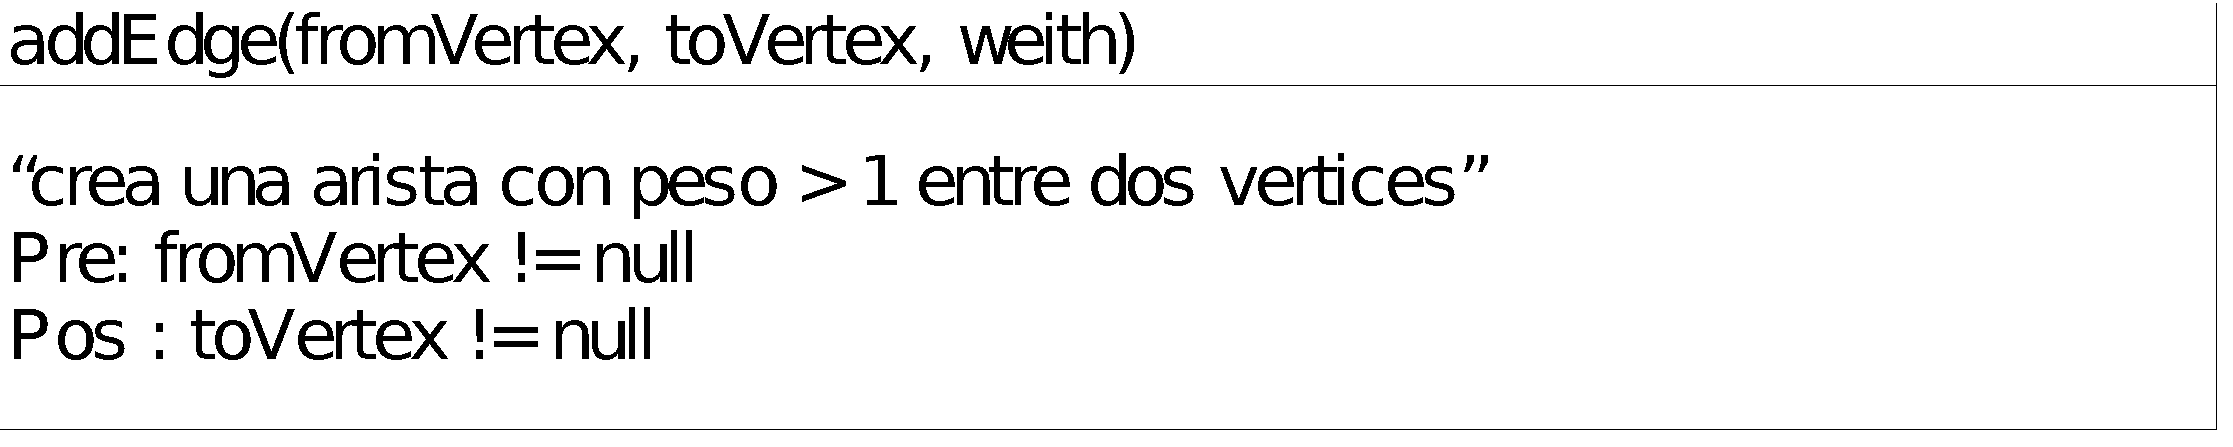 addEdge(fromVertex, toVertex, weith)
“crea una arista con peso > 1 entre dos vertices”
Pre: fromVertex != null
Pos : toVertex != null